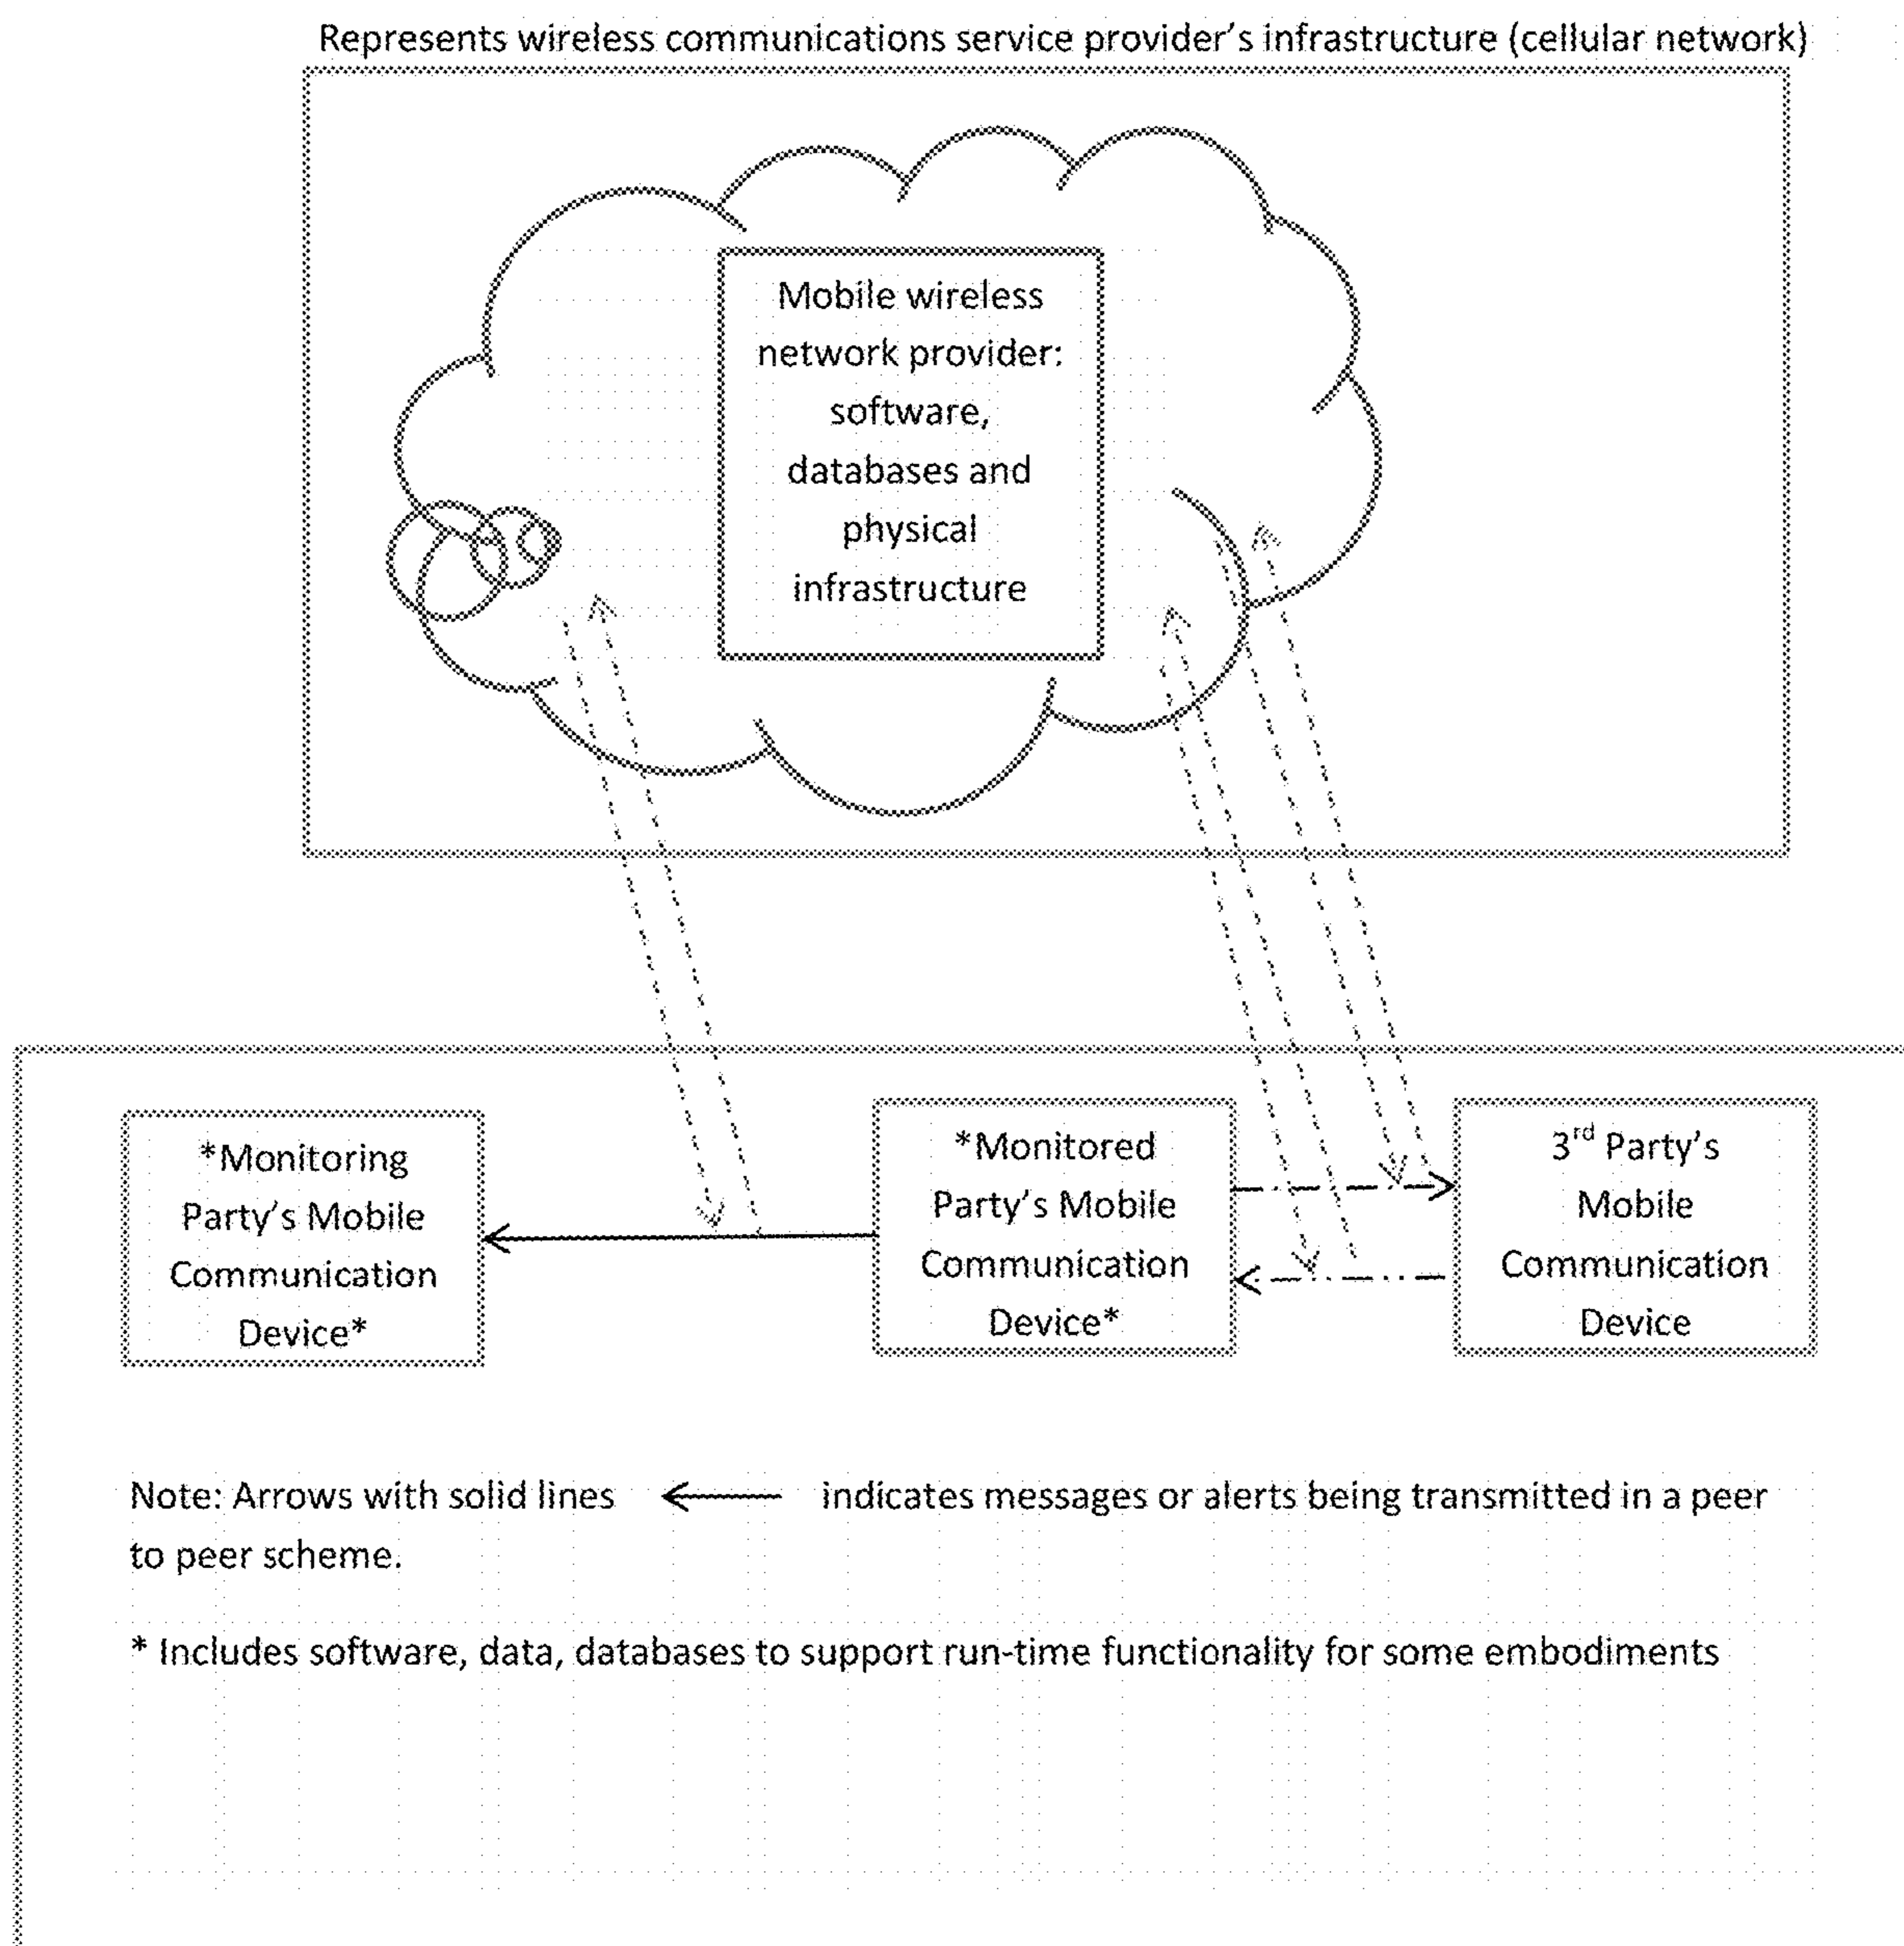 Represents wireless communications service provider's infrastructure (cellular network)
Mobile wireless
network provider:
software,
databases and
physical
infrastructure
*Monitoring
Party's Mobile
Communication
Device*
*Monitored
Party's Mobile
Communication
Device*
3rd Party's
Mobile
Communication
Device
Note: Arrows with solid lines indicates messages or alerts being transmitted in a peer
to peer scheme.
* Includes software, data, databases to support run-time functionality for some embodiments